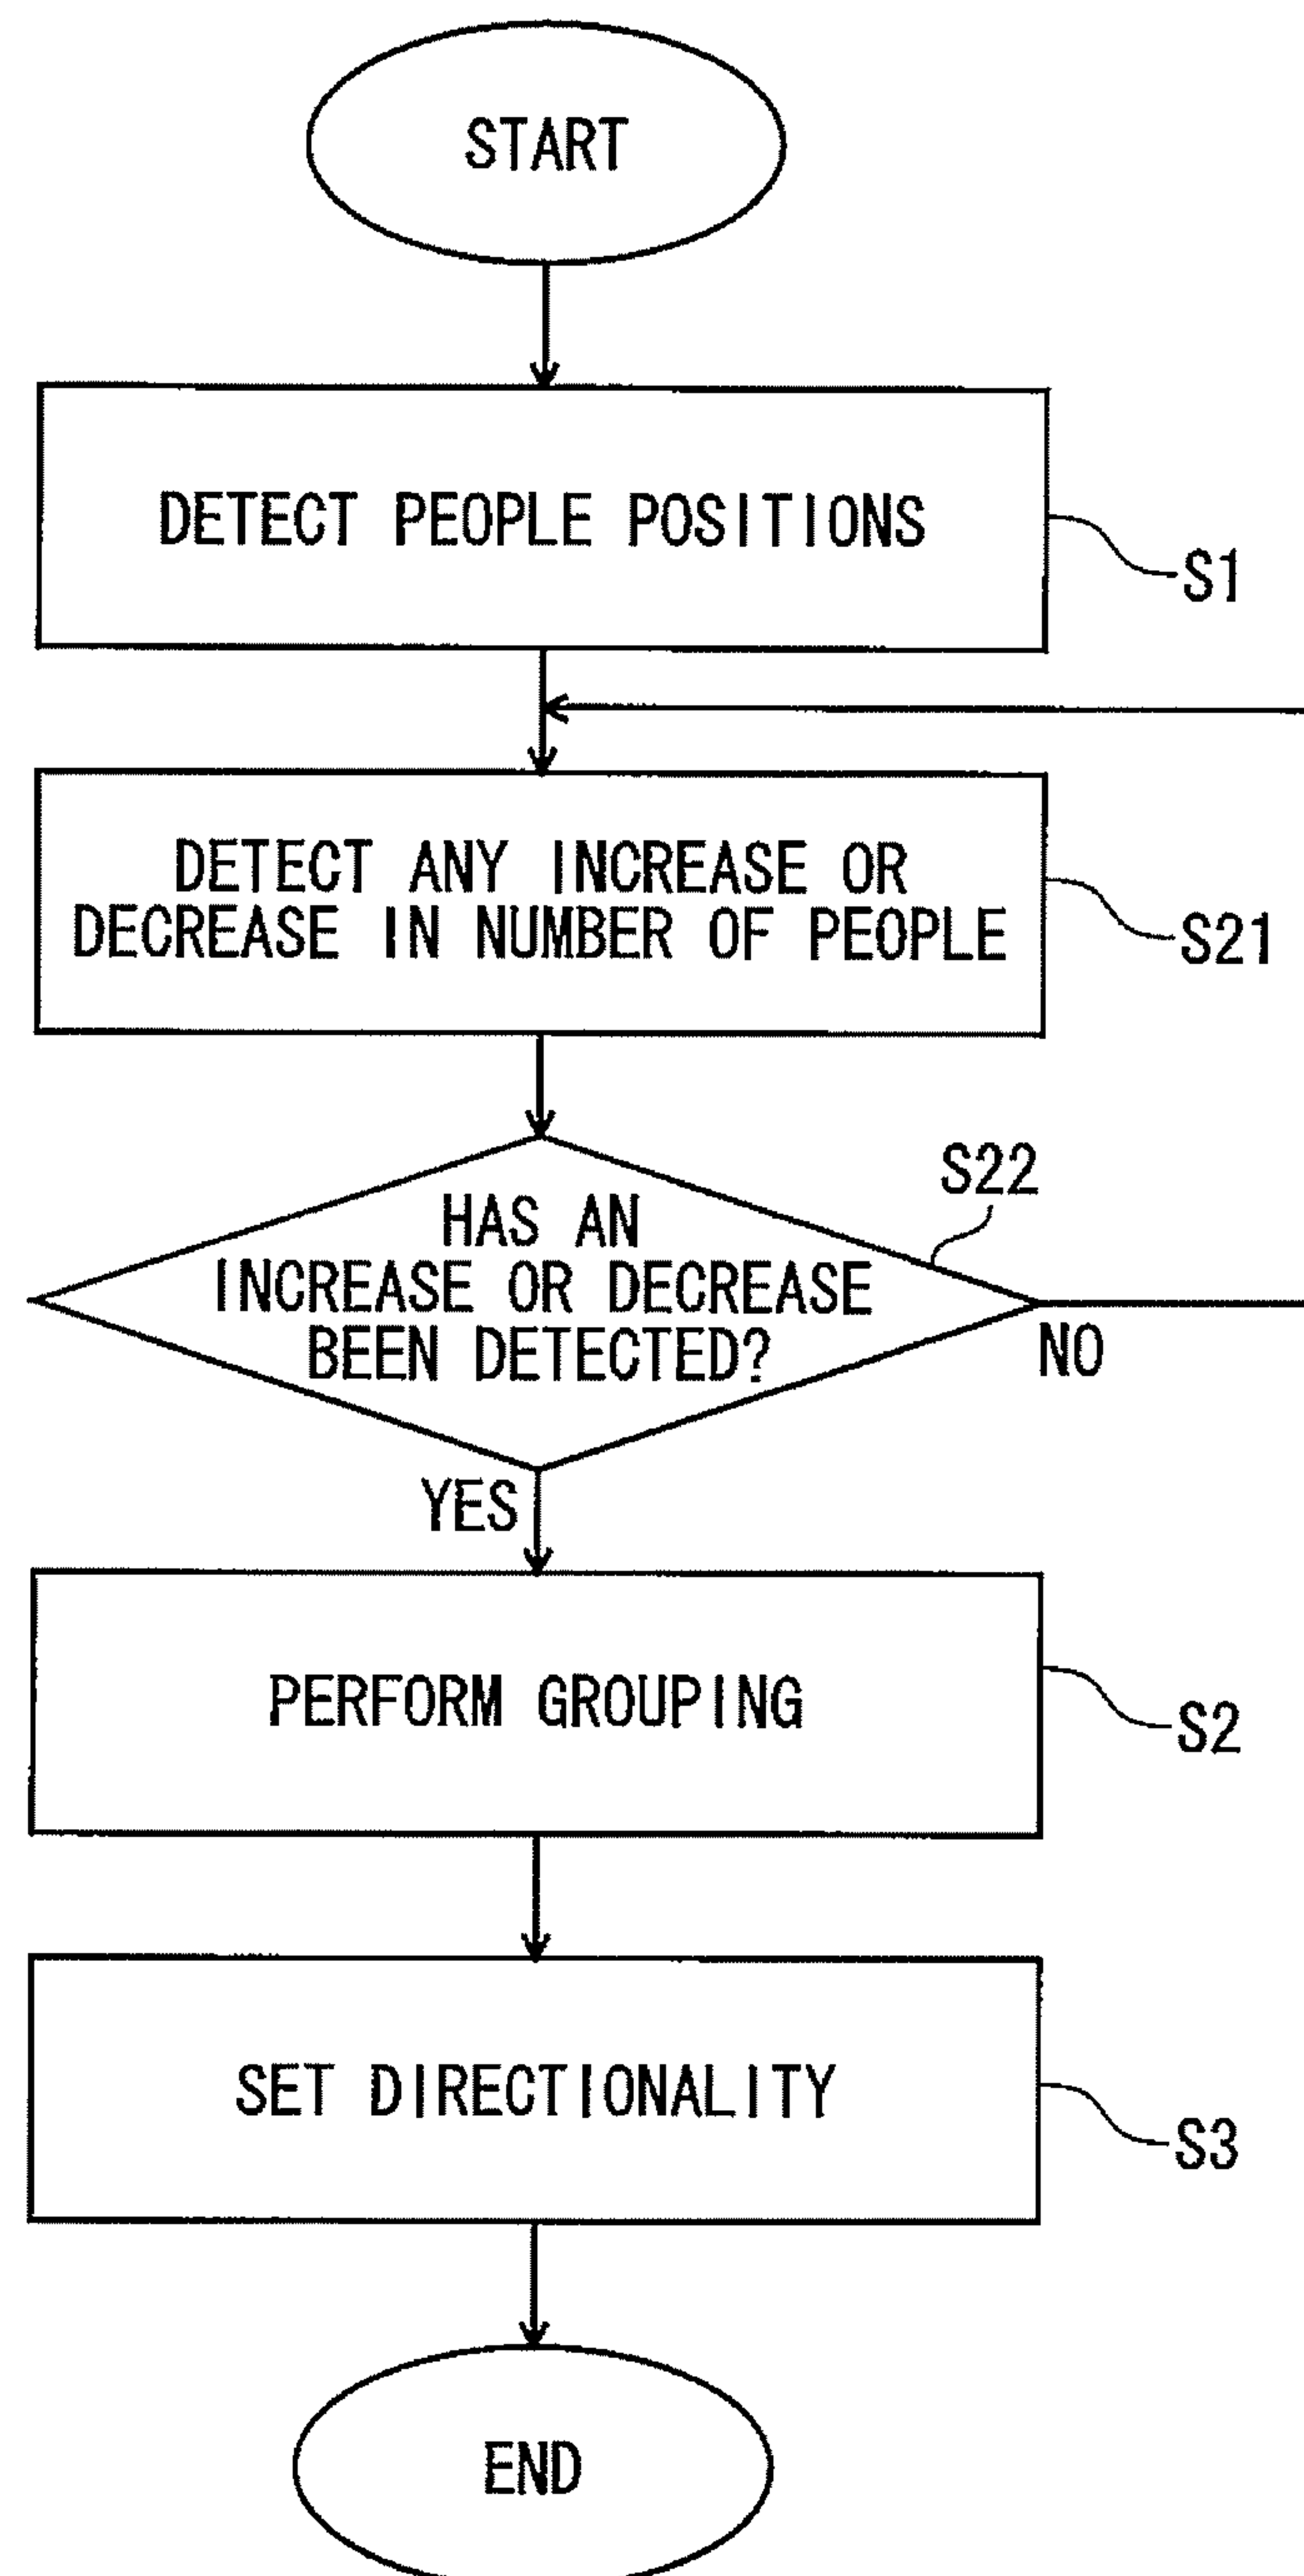 START
DETECT PEOPLE POSITIONS
S1
DETECT ANY INCREASE OR
DECREASE IN NUMBER OF PEOPLE
S21
S22
HAS AN
INCREASE OR DECREASE
BEEN DETECTED?
NO
YES
PERFORM GROUPING
S2
SET DIRECTIONALITY
S3
END